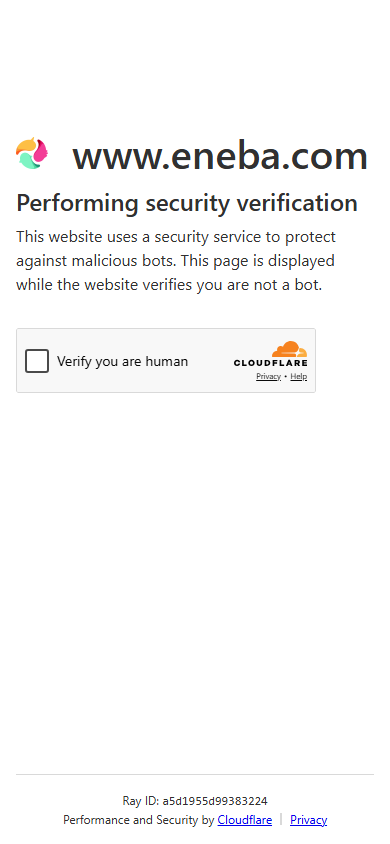 www.eneba.com
Performing security verification
This website uses a security service to protect
against malicious bots. This page is displayed
while the website verifies you are not a bot.
Verify you are human
CLOUDFLARE
Privacy • Help
Ray ID: a5d1955d99383224
Performance and Security by Cloudflare | Privacy